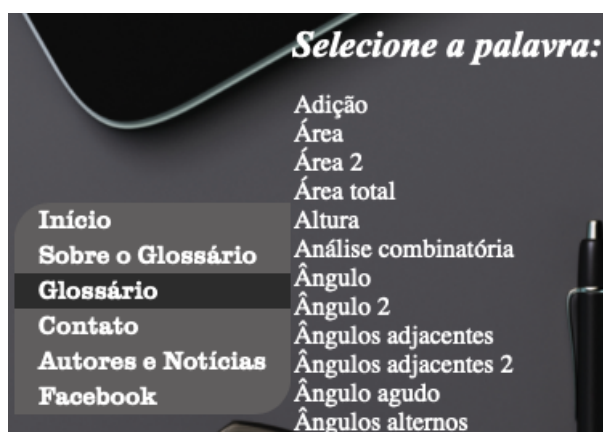 Selecione a palavra:
Adição
Área
Área 2
Área total
Altura
Análise combinatória
Ângulo
Ângulo 2
Ângulos adjacentes
Ângulos adjacentes 2
Ângulo agudo
Ângulos alternos
Início
Sobre o Glossário
Glossário
Contato
Autores e Notícias
Facebook